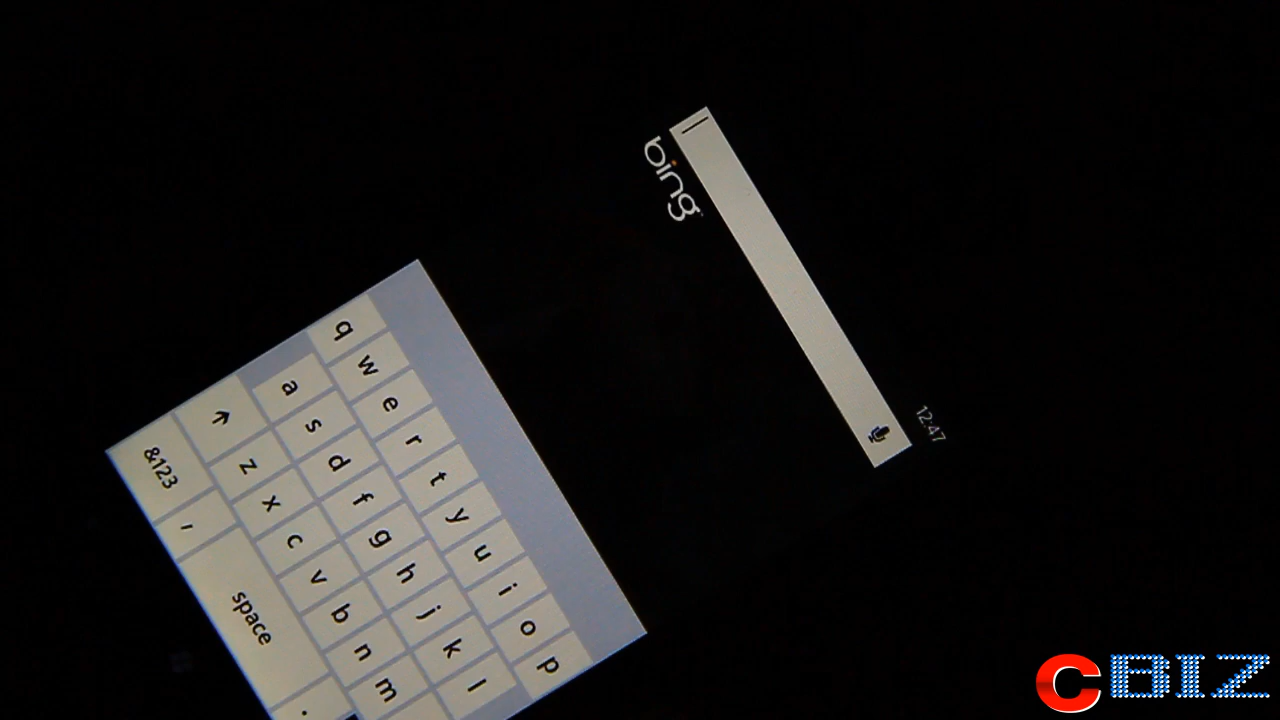 12:47
bing
q w e r t y u i o p
a s d f g h j k l
z x c v b n m
&123 , space .
CBIZ